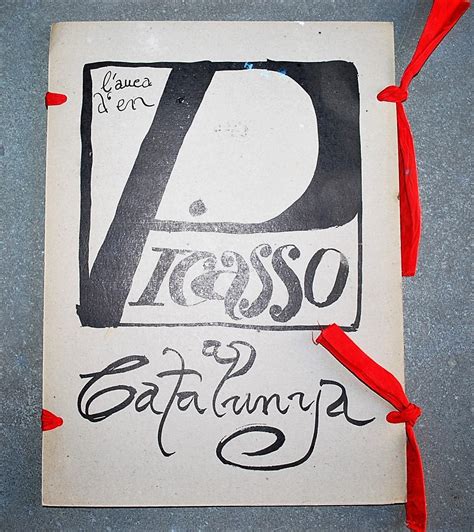 l'auca
d'en
Picasso
a
Catalunya